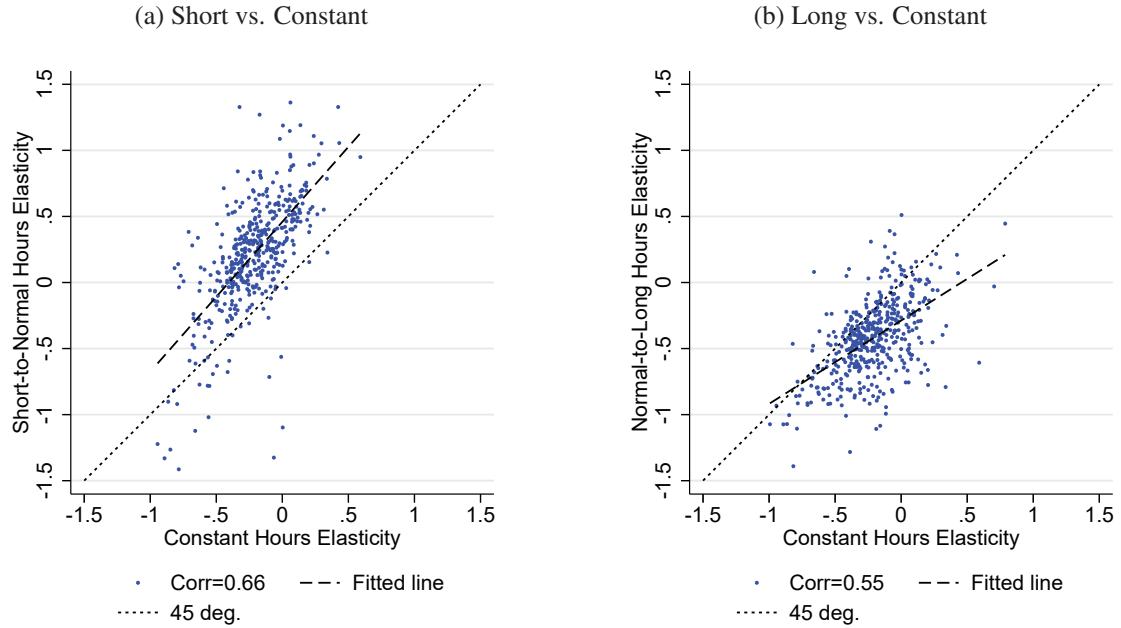 (a) Short vs. Constant
Short-to-Normal Hours Elasticity
1.5
1
.5
0
-.5
-1
-1.5
-1.5 -1 -.5 0 .5 1 1.5
Constant Hours Elasticity
Corr=0.66 Fitted line
45 deg.
(b) Long vs. Constant
Normal-to-Long Hours Elasticity
1.5
1
.5
0
-.5
-1
-1.5
-1.5 -1 -.5 0 .5 1 1.5
Constant Hours Elasticity
Corr=0.55 Fitted line
45 deg.